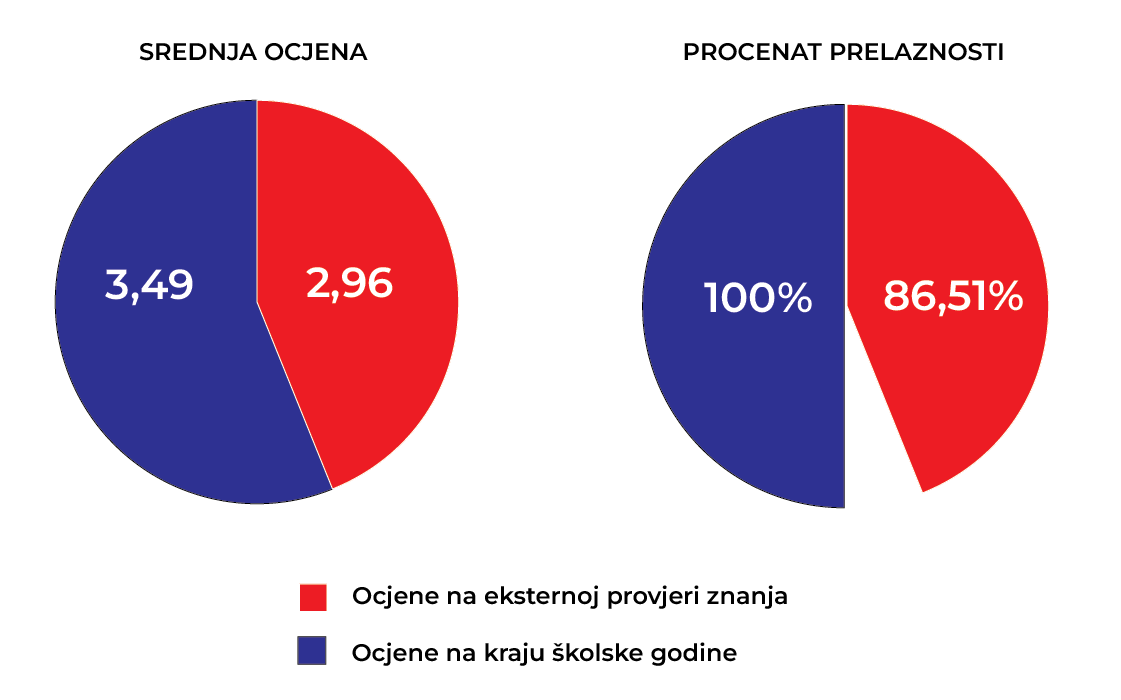 SREDNJA OCJENA
PROCENAT PRELAZNOSTI
3,49
2,96
100%
86,51%
Ocjene na eksternoj provjeri znanja
Ocjene na kraju školske godine